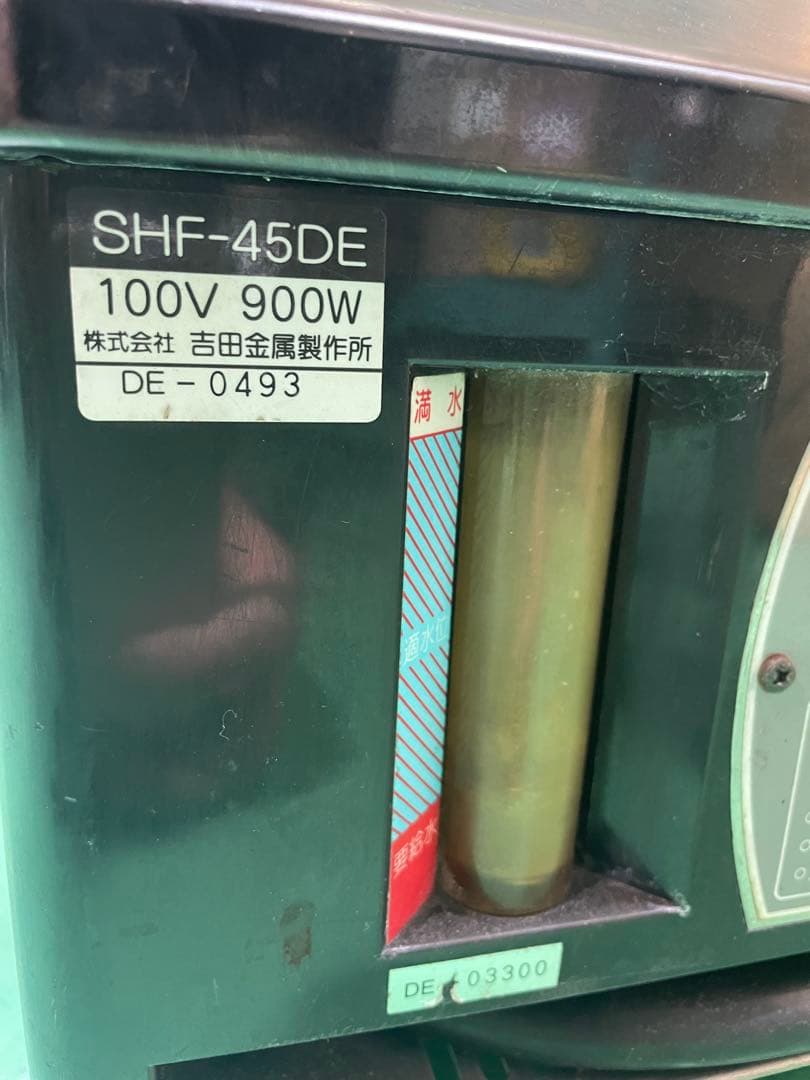 SHF-45DE
100V 900W
株式会社 吉田金属製作所
DE-0493
満 水
適水位
要給水
DE-03300